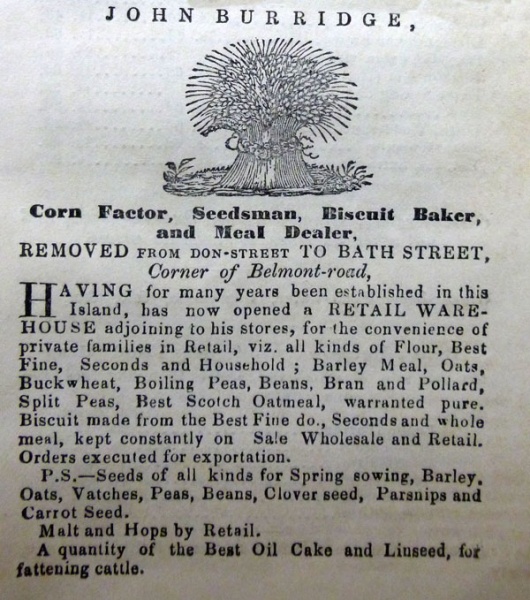 JOHN BURRIDGE,
Corn Factor, Seedsman, Biscuit Baker,
and Meal Dealer,
REMOVED FROM DON-STREET TO BATH STREET,
Corner of Belmont-road,
HAVING for many years been established in this
Island, has now opened a RETAIL WARE-
HOUSE adjoining to his stores, for the convenience of
private families in Retail, viz. all kinds of Flour, Best
Fine, Seconds and Household ; Barley Meal, Oats,
Buckwheat, Boiling Peas, Beans, Bran and Pollard,
Split Peas, Best Scotch Oatmeal, warranted pure.
Biscuit made from the Best Fine do., Seconds and whole
meal, kept constantly on Sale Wholesale and Retail.
Orders executed for exportation.
P.S.—Seeds of all kinds for Spring sowing, Barley,
Oats, Vatches, Peas, Beans, Clover seed, Parsnips and
Carrot Seed.
Malt and Hops by Retail.
A quantity of the Best Oil Cake and Linseed, for
fattening cattle.